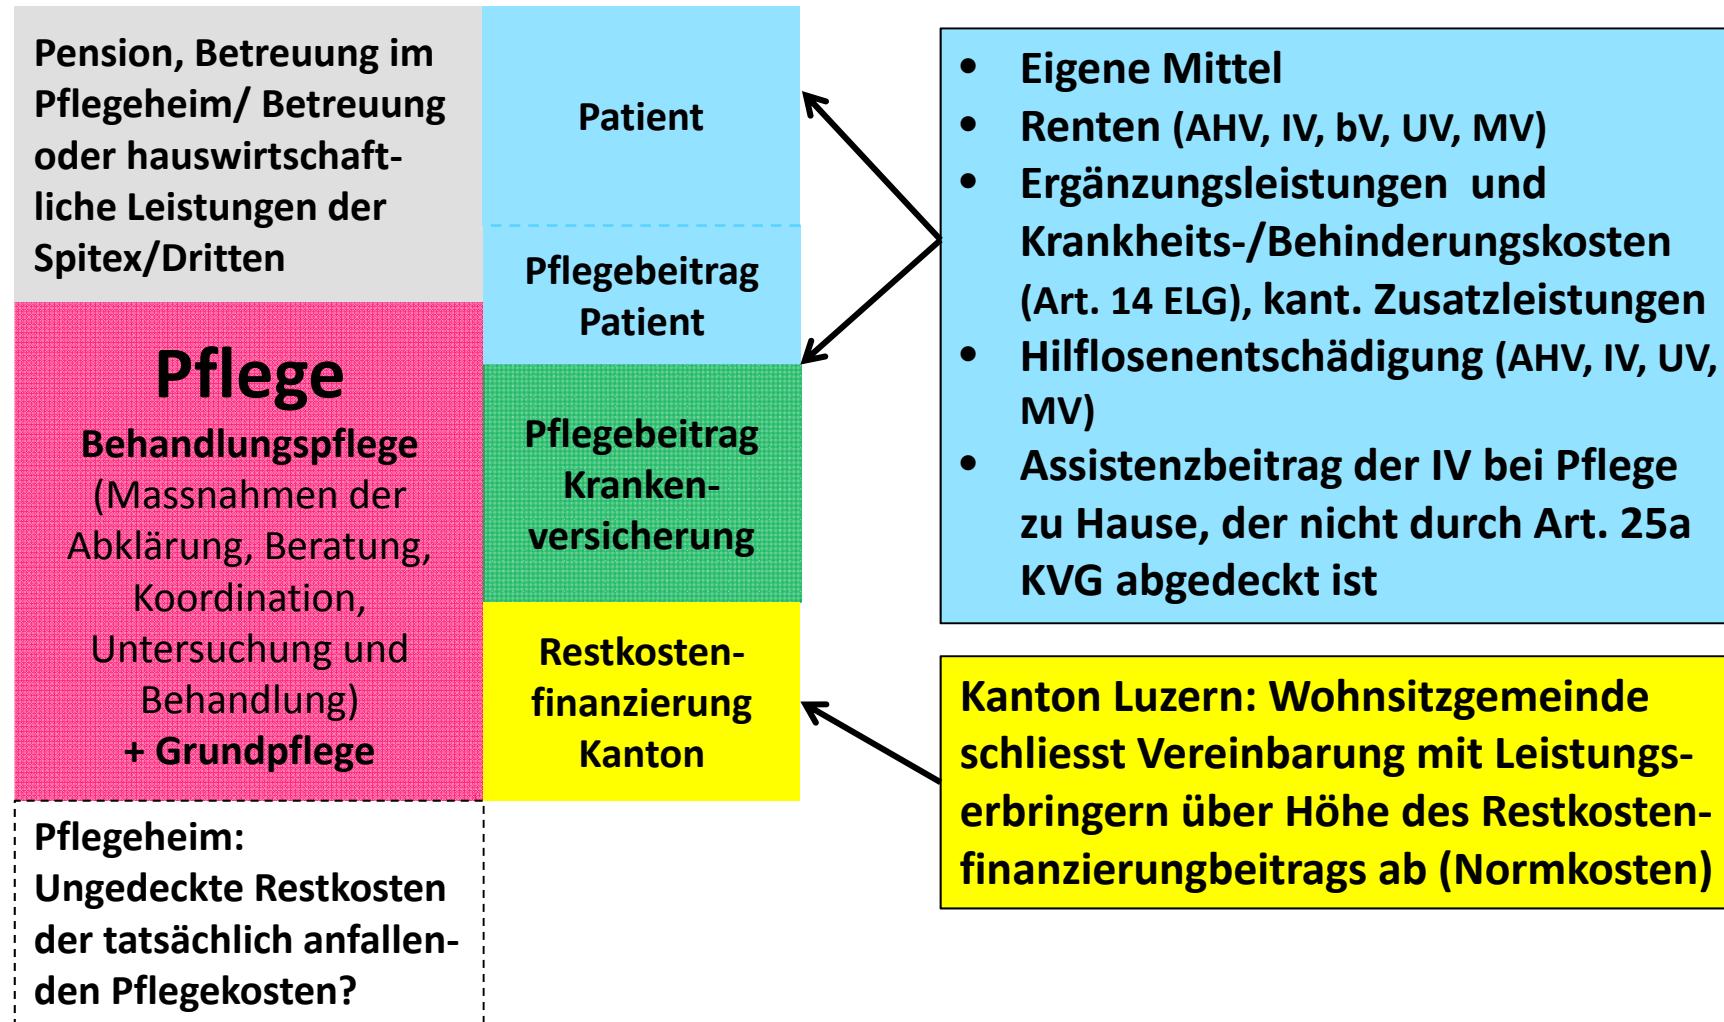 Pension, Betreuung im
Pflegeheim/ Betreuung
oder hauswirtschaft-
liche Leistungen der
Spitex/Dritten
Pflege
Behandlungspflege
(Massnahmen der
Abklärung, Beratung,
Koordination,
Untersuchung und
Behandlung)
+ Grundpflege
Pflegeheim:
Ungedeckte Restkosten
der tatsächlich anfallen-
den Pflegekosten?
Patient
Pflegebeitrag
Patient
Pflegebeitrag
Kranken-
versicherung
Restkosten-
finanzierung
Kanton
• Eigene Mittel
• Renten (AHV, IV, bV, UV, MV)
• Ergänzungsleistungen und
Krankheits-/Behinderungskosten
(Art. 14 ELG), kant. Zusatzleistungen
• Hilflosenentschädigung (AHV, IV, UV,
MV)
• Assistenzbeitrag der IV bei Pflege
zu Hause, der nicht durch Art. 25a
KVG abgedeckt ist
Kanton Luzern: Wohnsitzgemeinde
schliesst Vereinbarung mit Leistungs-
erbringern über Höhe des Restkosten-
finanzierungbeitrags ab (Normkosten)